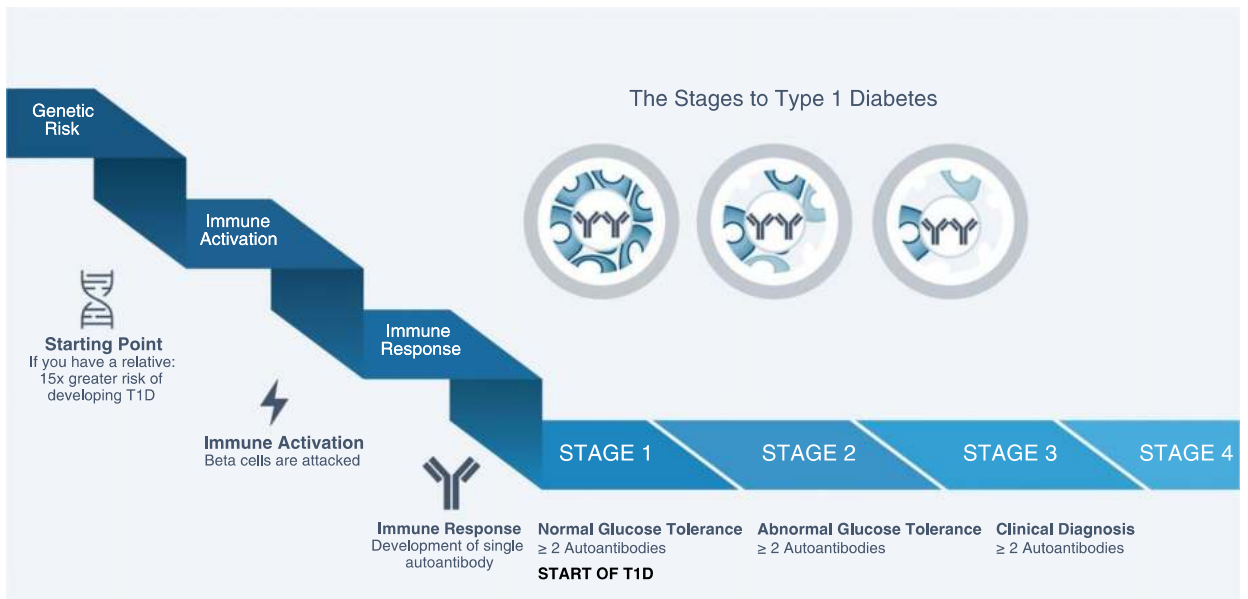 The Stages to Type 1 Diabetes
Genetic
Risk
Immune
Activation
Immune
Response
Starting Point
If you have a relative:
15x greater risk of
developing T1D
Immune Activation
Beta cells are attacked
Immune Response
Development of single
autoantibody
STAGE 1
STAGE 2
STAGE 3
STAGE 4
Normal Glucose Tolerance
≥ 2 Autoantibodies
START OF T1D
Abnormal Glucose Tolerance
≥ 2 Autoantibodies
Clinical Diagnosis
≥ 2 Autoantibodies